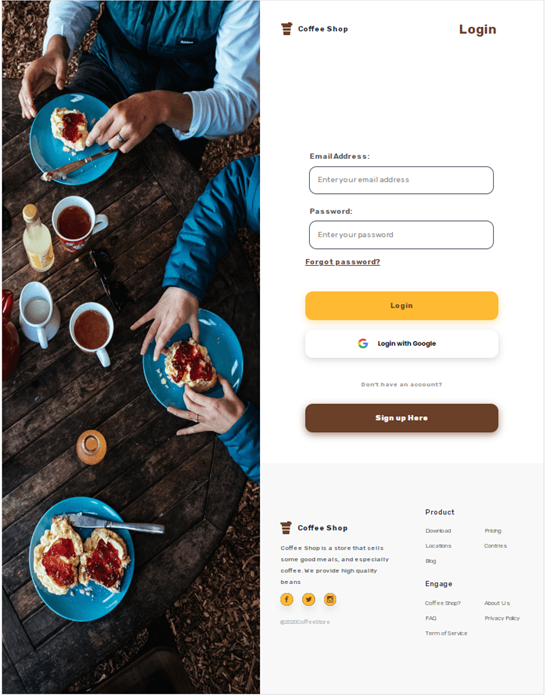 Coffee Shop
Login
Email Address:
Enter your email address
Password:
Enter your password
Forgot password?
Login
Login with Google
Don't have an account?
Sign up Here
Coffee Shop
Coffee Shop is a store that sells
some good meals, and especially
coffee. We provide high quality
beans
©2020CoffeeStore
Product
Download
Pricing
Locations
Contries
Blog
Engage
Coffee Shop?
About Us
FAQ
Privacy Policy
Term of Service